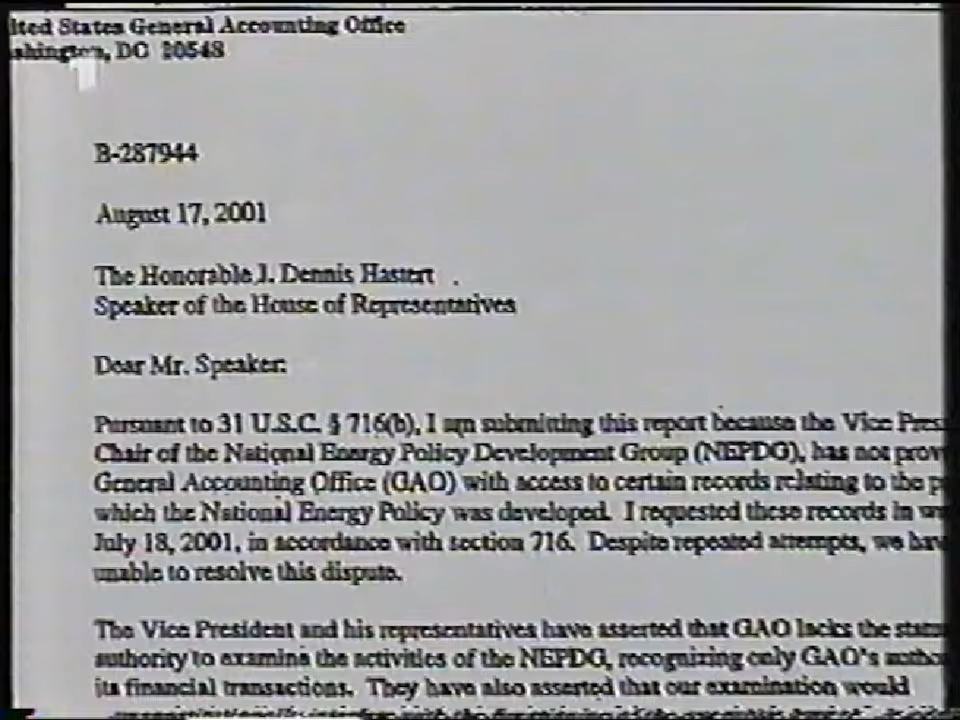 ited States General Accounting Office
ashington, DC 20548
1
B-287944
August 17, 2001
The Honorable J. Dennis Hastert
Speaker of the House of Representatives
Dear Mr. Speaker:
Pursuant to 31 U.S.C. § 716(b), I am submitting this report because the Vice Pres
Chair of the National Energy Policy Development Group (NEPDG), has not prov
General Accounting Office (GAO) with access to certain records relating to the p
which the National Energy Policy was developed. I requested these records in w
July 18, 2001, in accordance with section 716. Despite repeated attempts, we hav
unable to resolve this dispute.
The Vice President and his representatives have asserted that GAO lacks the statu
authority to examine the activities of the NEPDG, recognizing only GAO's autho
its financial transactions. They have also asserted that our examination would